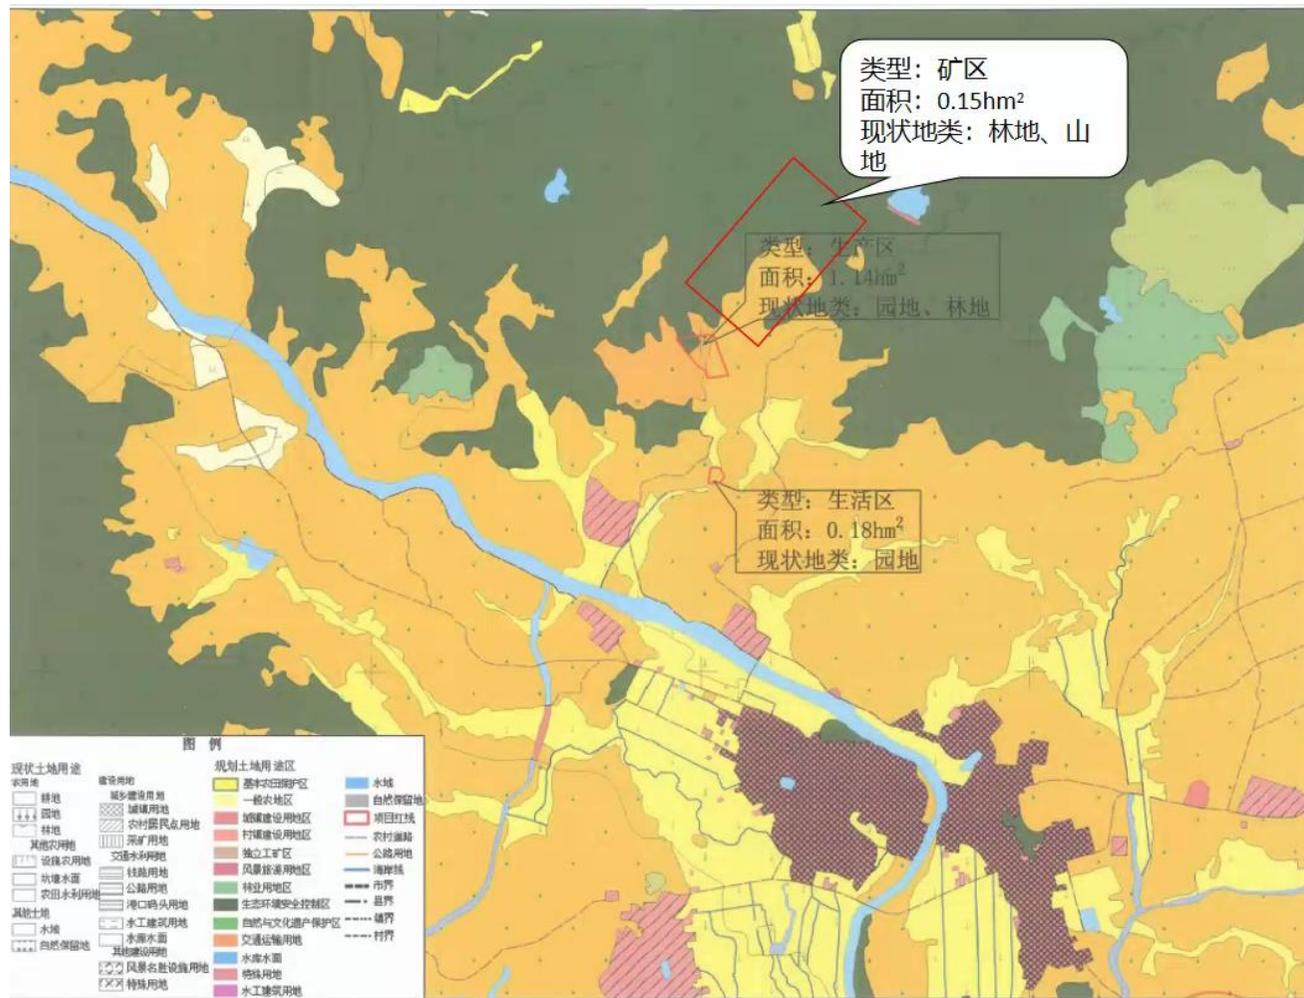 类型：矿区
面积：0.15hm²
现状地类：林地、山
地
类型：生产区
面积：1.14hm²
现状地类：园地、林地
类型：生活区
面积：0.18hm²
现状地类：园地
图 例
现状土地用途
农用地
耕地
园地
林地
其他农用地
设施农用地
坑塘水面
农田水利用地
其他土地
水域
自然保留地
建设用地
城乡建设用地
城镇用地
农村居民点用地
采矿用地
交通水利用地
铁路用地
公路用地
港口码头用地
水工建筑用地
水库水面
其他建设用地
风景名胜设施用地
特殊用地
规划土地用途区
基本农田保护区
一般农地区
城镇建设用地区
村镇建设用地区
独立工矿区
风景旅游用地区
林业用地区
生态环境安全控制区
自然与文化遗产保护区
交通运输用地
水库水面
特殊用地
水工建筑用地
水域
自然保留地
项目红线
农村道路
公路用地
海岸线
市界
县界
镇界
村界